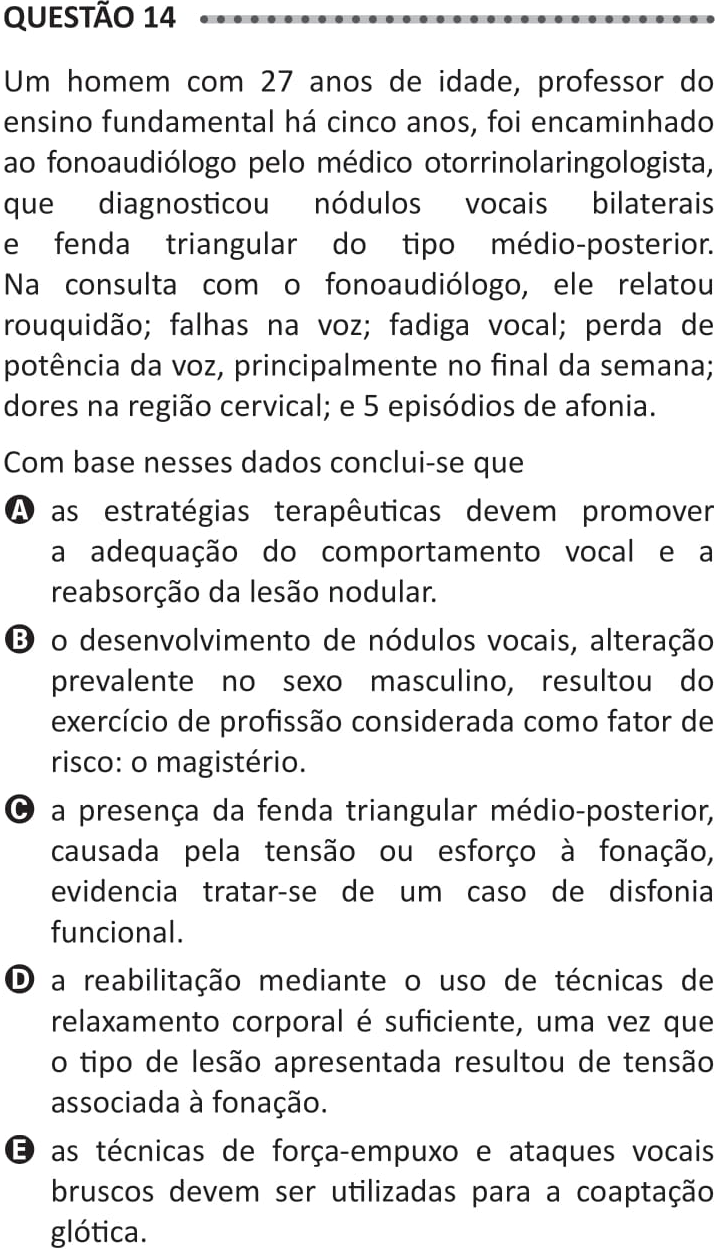 QUESTÃO 14
Um homem com 27 anos de idade, professor do
ensino fundamental há cinco anos, foi encaminhado
ao fonoaudiólogo pelo médico otorrinolaringologista,
que diagnosticou nódulos vocais bilaterais
e fenda triangular do tipo médio-posterior.
Na consulta com o fonoaudiólogo, ele relatou
rouquidão; falhas na voz; fadiga vocal; perda de
potência da voz, principalmente no final da semana;
dores na região cervical; e 5 episódios de afonia.
Com base nesses dados conclui-se que
A as estratégias terapêuticas devem promover
a adequação do comportamento vocal e a
reabsorção da lesão nodular.
B o desenvolvimento de nódulos vocais, alteração
prevalente no sexo masculino, resultou do
exercício de profissão considerada como fator de
risco: o magistério.
C a presença da fenda triangular médio-posterior,
causada pela tensão ou esforço à fonação,
evidencia tratar-se de um caso de disfonia
funcional.
D a reabilitação mediante o uso de técnicas de
relaxamento corporal é suficiente, uma vez que
o tipo de lesão apresentada resultou de tensão
associada à fonação.
E as técnicas de força-empuxo e ataques vocais
bruscos devem ser utilizadas para a coaptação
glótica.